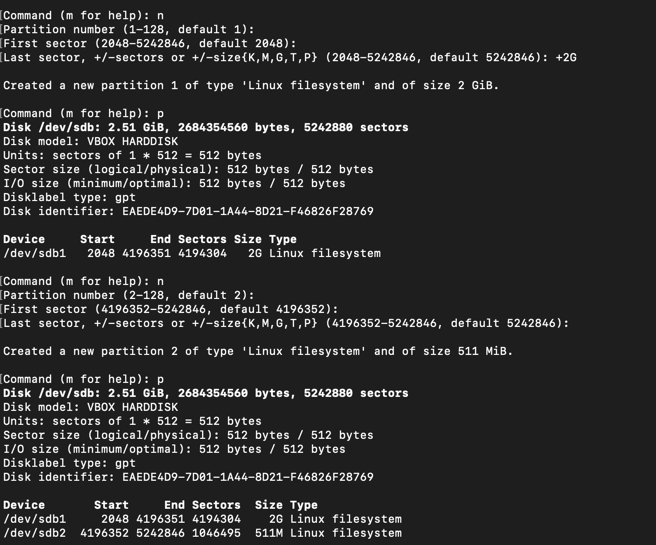 [Command (m for help): n
[Partition number (1-128, default 1):
[First sector (2048-5242846, default 2048):
[Last sector, +/-sectors or +/-size{K,M,G,T,P} (2048-5242846, default 5242846): +2G
Created a new partition 1 of type 'Linux filesystem' and of size 2 GiB.
[Command (m for help): p
Disk /dev/sdb: 2.51 GiB, 2684354560 bytes, 5242880 sectors
Disk model: VBOX HARDDISK
Units: sectors of 1 * 512 = 512 bytes
Sector size (logical/physical): 512 bytes / 512 bytes
I/O size (minimum/optimal): 512 bytes / 512 bytes
Disklabel type: gpt
Disk identifier: EAEDE4D9-7D01-1A44-8D21-F46826F28769
Device     Start     End Sectors Size Type
/dev/sdb1   2048 4196351 4194304   2G Linux filesystem
[Command (m for help): n
[Partition number (2-128, default 2):
[First sector (4196352-5242846, default 4196352):
[Last sector, +/-sectors or +/-size{K,M,G,T,P} (4196352-5242846, default 5242846):
Created a new partition 2 of type 'Linux filesystem' and of size 511 MiB.
[Command (m for help): p
Disk /dev/sdb: 2.51 GiB, 2684354560 bytes, 5242880 sectors
Disk model: VBOX HARDDISK
Units: sectors of 1 * 512 = 512 bytes
Sector size (logical/physical): 512 bytes / 512 bytes
I/O size (minimum/optimal): 512 bytes / 512 bytes
Disklabel type: gpt
Disk identifier: EAEDE4D9-7D01-1A44-8D21-F46826F28769
Device       Start     End Sectors  Size Type
/dev/sdb1     2048 4196351 4194304    2G Linux filesystem
/dev/sdb2  4196352 5242846 1046495  511M Linux filesystem